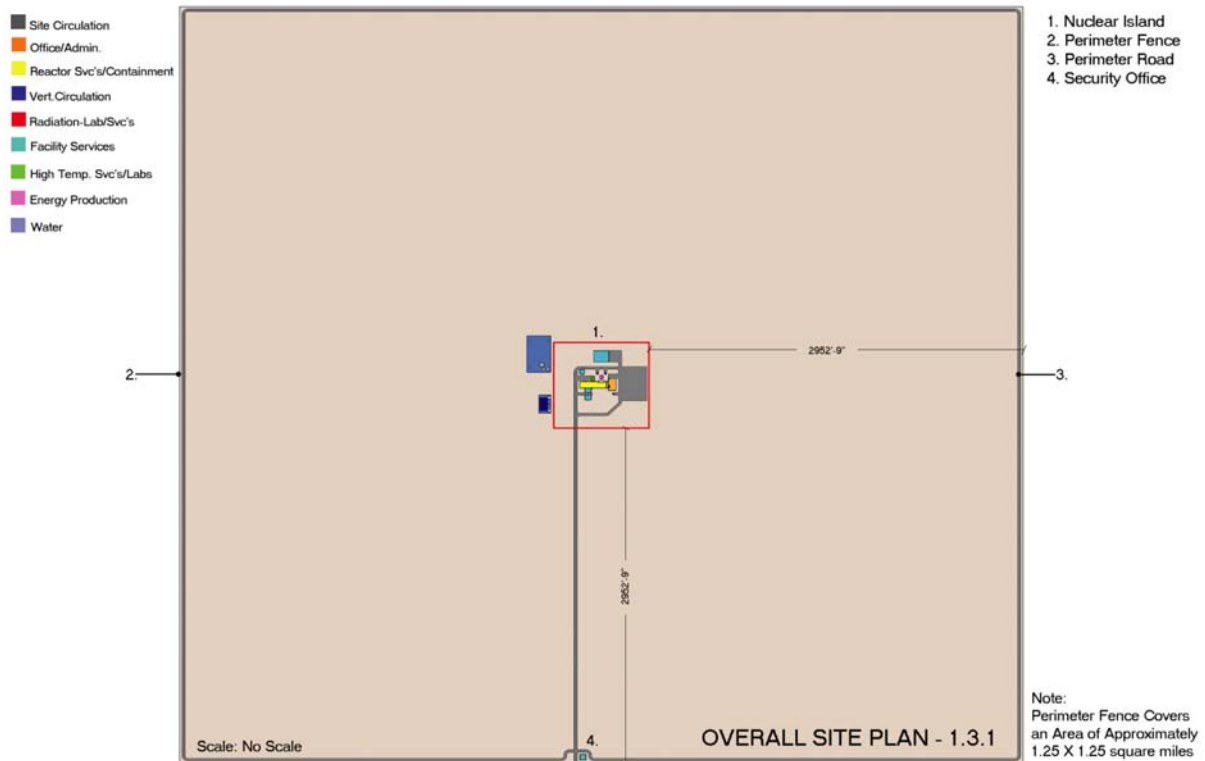 Site Circulation
Office/Admin.
Reactor Svc's/Containment
Vert.Circulation
Radiation-Lab/Svc's
Facility Services
High Temp. Svc's/Labs
Energy Production
Water
1. Nuclear Island
2. Perimeter Fence
3. Perimeter Road
4. Security Office
1.
2952'-9"
2.
3.
2952'-9"
4.
Scale: No Scale
OVERALL SITE PLAN - 1.3.1
Note:
Perimeter Fence Covers
an Area of Approximately
1.25 X 1.25 square miles